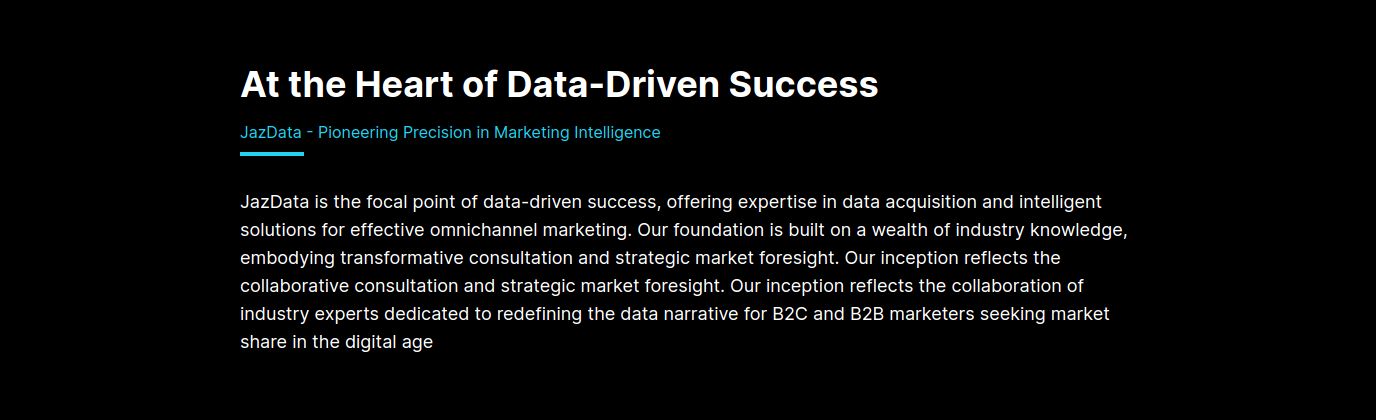 At the Heart of Data-Driven Success
JazData - Pioneering Precision in Marketing Intelligence
JazData is the focal point of data-driven success, offering expertise in data acquisition and intelligent
solutions for effective omnichannel marketing. Our foundation is built on a wealth of industry knowledge,
embodying transformative consultation and strategic market foresight. Our inception reflects the
collaborative consultation and strategic market foresight. Our inception reflects the collaboration of
industry experts dedicated to redefining the data narrative for B2C and B2B marketers seeking market
share in the digital age